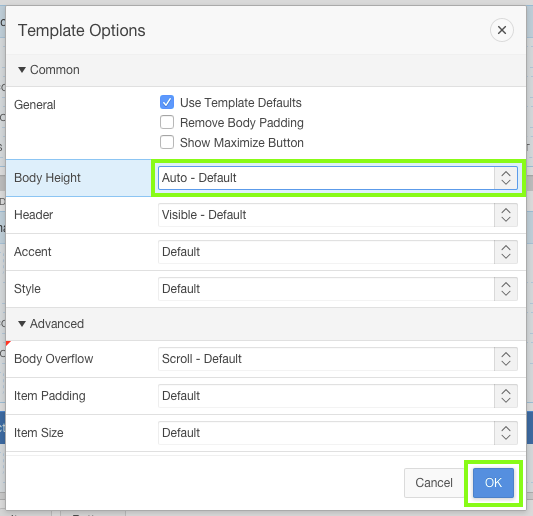 Template Options
Common
General
Use Template Defaults
Remove Body Padding
Show Maximize Button
Body Height Auto - Default
Header Visible - Default
Accent Default
Style Default
Advanced
Body Overflow Scroll - Default
Item Padding Default
Item Size Default
Cancel OK